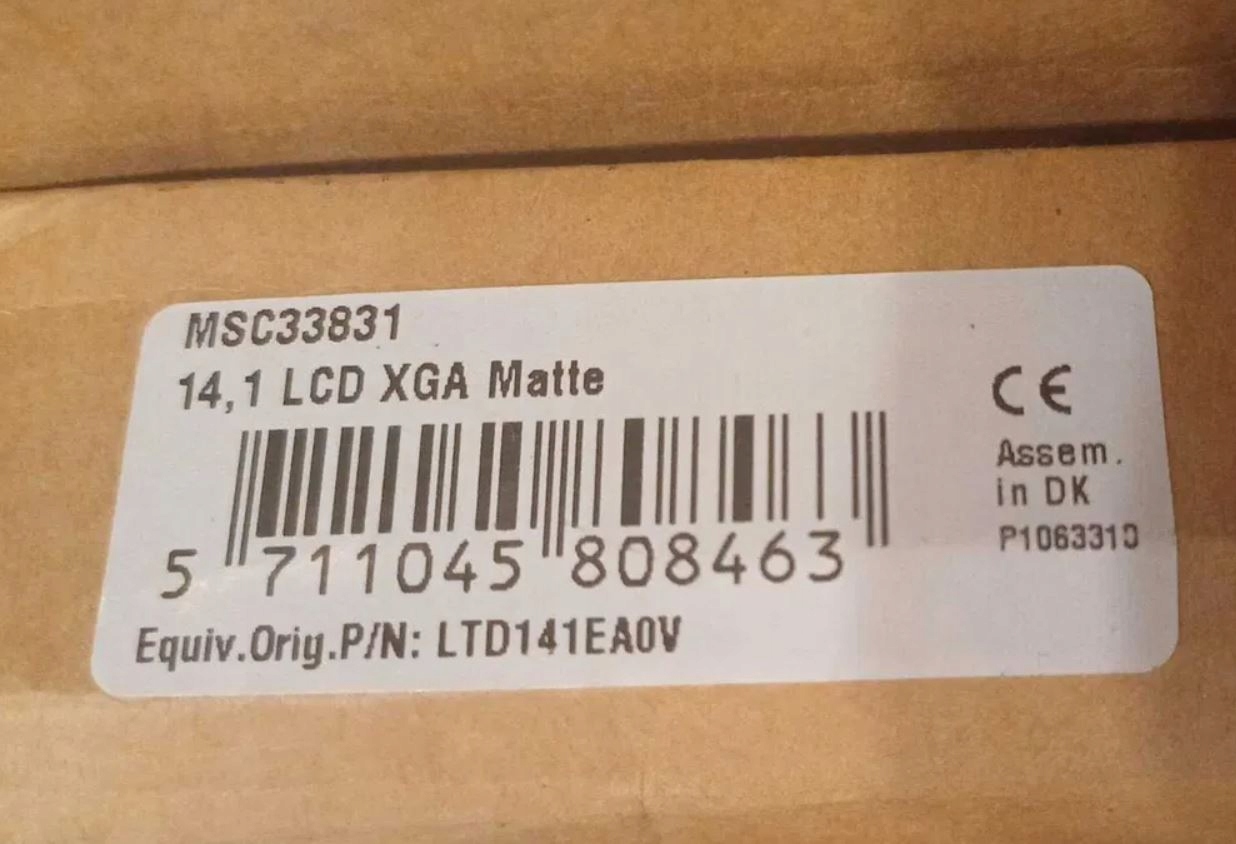 MSC33831
14,1 LCD XGA Matte
CE
Assem.
in DK
P1063310
5 711045 808463
Equiv.Orig.P/N: LTD141EA0V